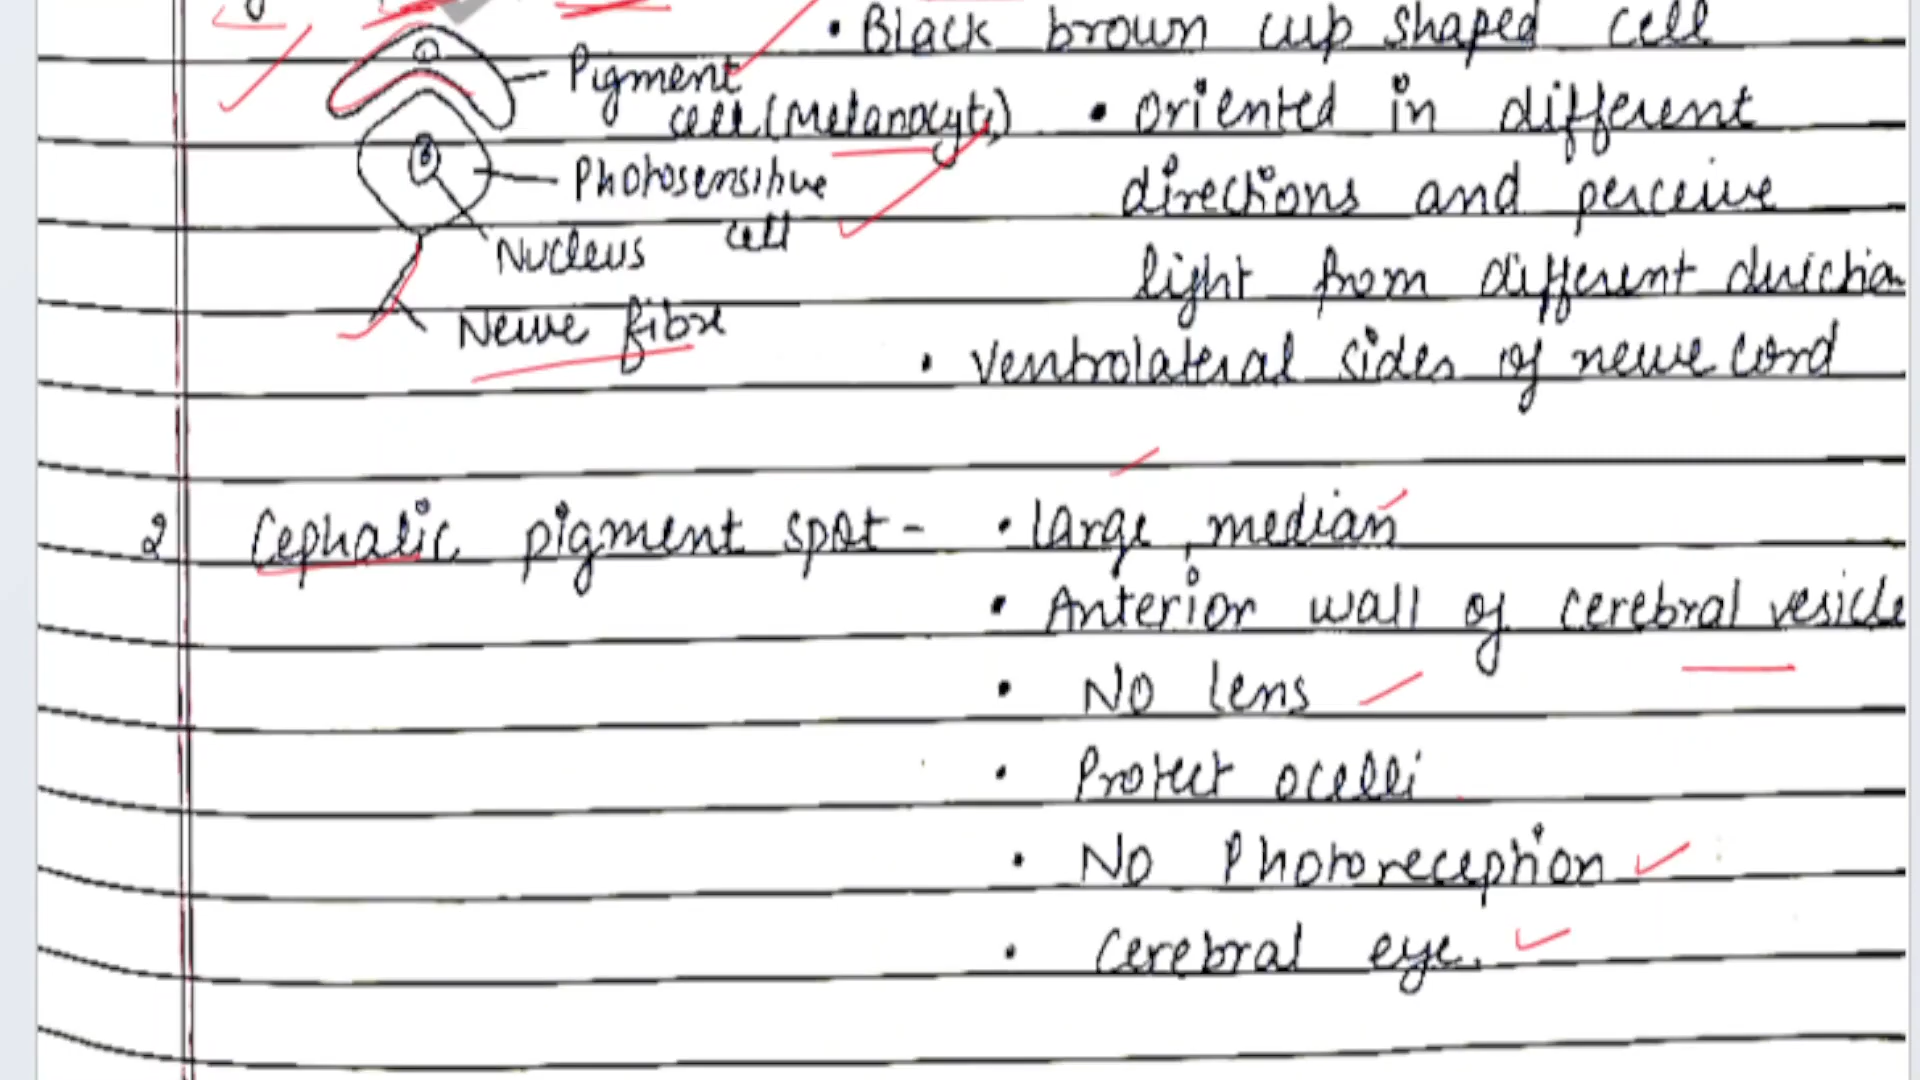 • Black brown cup shaped cell
Pigment
cell (Melanocyte)
• oriented in different
directions and perceive
Photosensitive
cell
Nucleus
light from different direction
Nerve fibre
• ventrolateral sides of nerve cord
2 Cephalic pigment spot - • large, median
• Anterior wall of cerebral vesicle
• No lens
• Protect ocelli
• No Photoreception
• Cerebral eye.